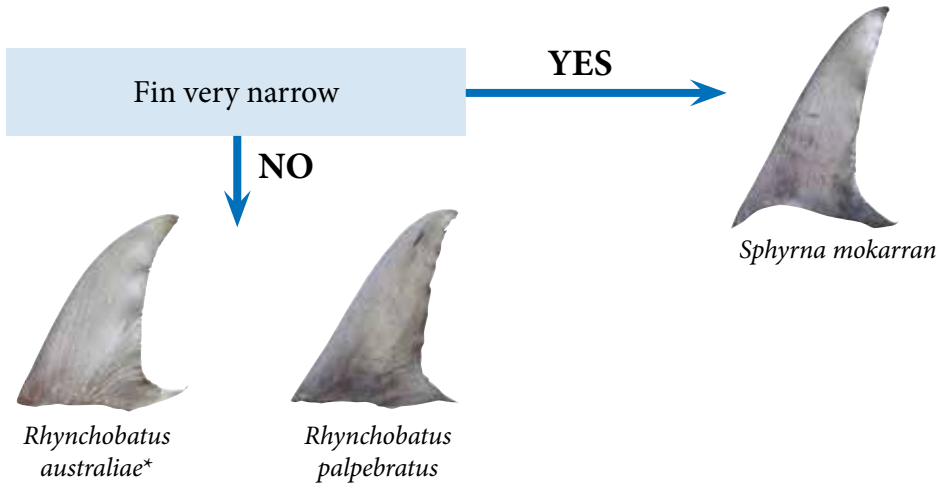 Fin very narrow
YES
NO
Sphyrna mokarran
Rhynchobatus
australiae*
Rhynchobatus
palpebratus